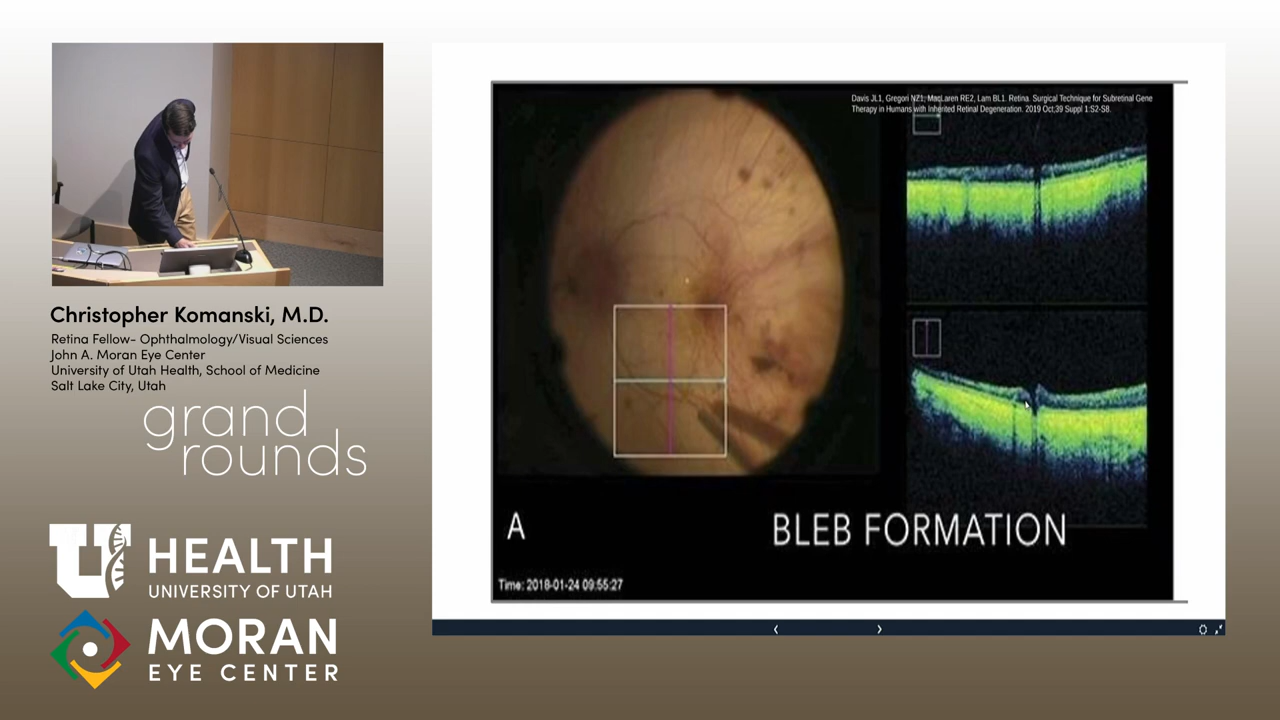 Christopher Komanski, M.D.
Retina Fellow- Ophthalmology/Visual Sciences
John A. Moran Eye Center
University of Utah Health, School of Medicine
Salt Lake City, Utah
grand
rounds
U
HEALTH
UNIVERSITY OF UTAH
MORAN
EYE CENTER
Davis JL1, Gregori NZ1, MacLaren RE2, Lam BL1. Retina. Surgical Technique for Subretinal Gene
Therapy in Humans with Inherited Retinal Degeneration. 2019 Oct;39 Suppl 1:S2-S8.
A
BLEB FORMATION
Time: 2018-01-24 09:55:27